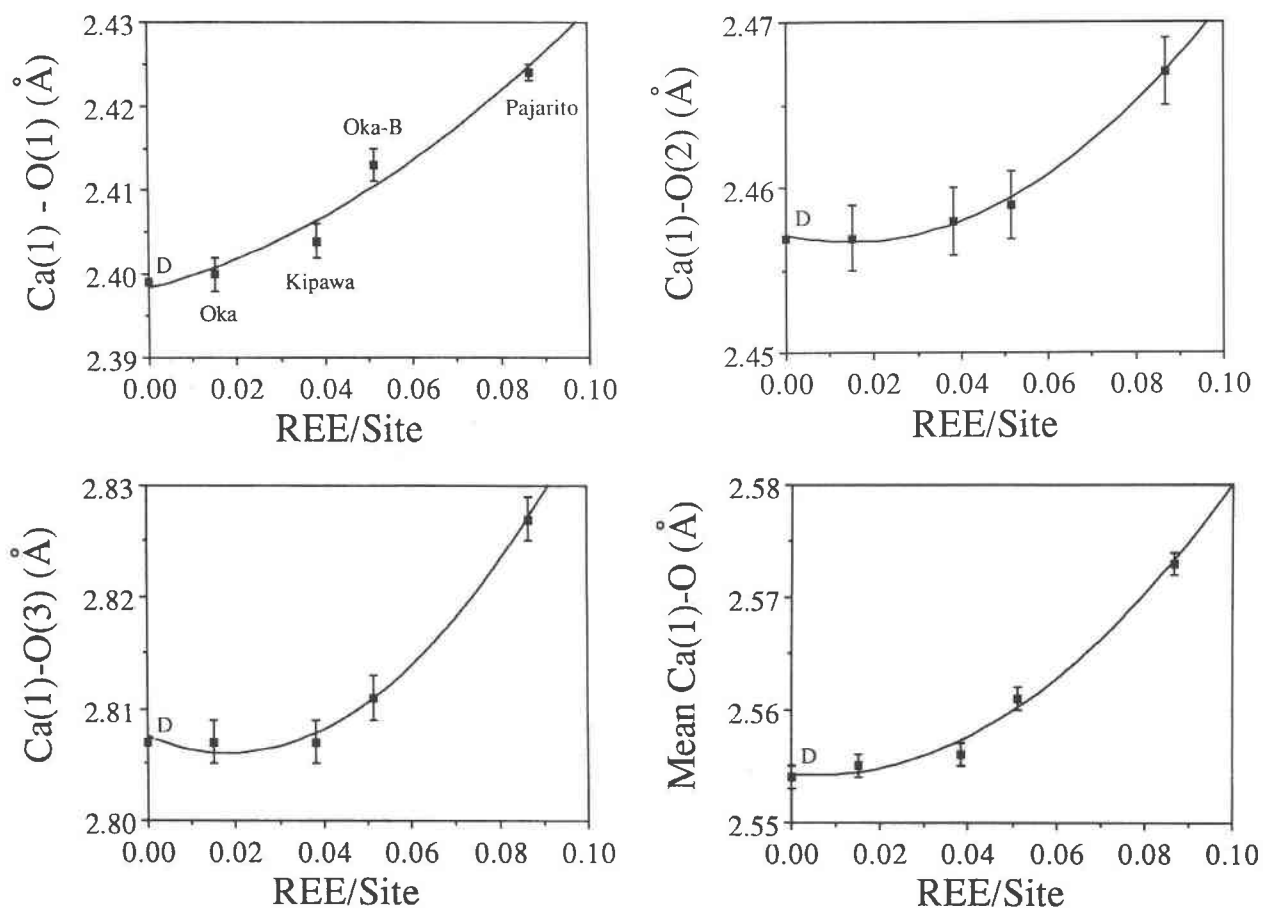 2.43
2.42
2.41
2.40
2.39
Ca(1) - O(1) (Å)
D
Oka
Kipawa
Oka-B
Pajarito
0.00 0.02 0.04 0.06 0.08 0.10
REE/Site
2.47
2.46
2.45
Ca(1)-O(2) (Å)
D
0.00 0.02 0.04 0.06 0.08 0.10
REE/Site
2.83
2.82
2.81
2.80
Ca(1)-O(3) (Å)
D
0.00 0.02 0.04 0.06 0.08 0.10
REE/Site
2.58
2.57
2.56
2.55
Mean Ca(1)-O (Å)
D
0.00 0.02 0.04 0.06 0.08 0.10
REE/Site